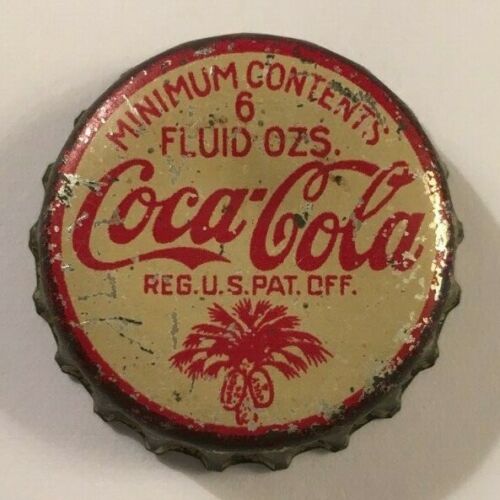 MINIMUM CONTENTS
6
FLUID OZS.
Coca-Cola
REG. U.S. PAT. OFF.